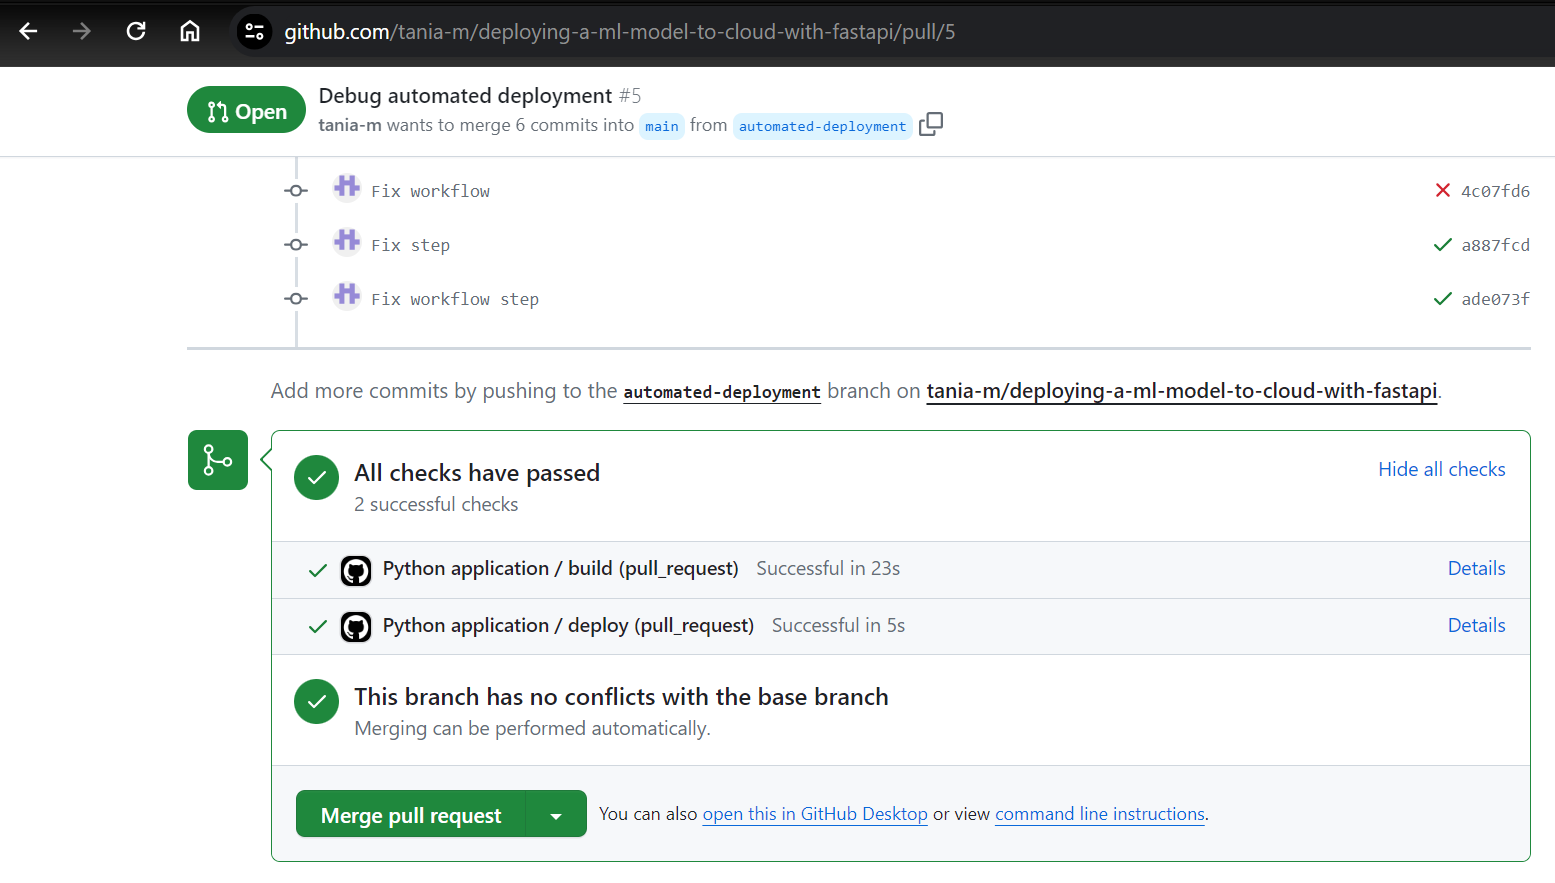 github.com/tania-m/deploying-a-ml-model-to-cloud-with-fastapi/pull/5
Open
Debug automated deployment #5
tania-m wants to merge 6 commits into main from automated-deployment
Fix workflow 4c07fd6
Fix step a887fcd
Fix workflow step ade073f
Add more commits by pushing to the automated-deployment branch on tania-m/deploying-a-ml-model-to-cloud-with-fastapi.
All checks have passed Hide all checks
2 successful checks
Python application / build (pull_request) Successful in 23s Details
Python application / deploy (pull_request) Successful in 5s Details
This branch has no conflicts with the base branch
Merging can be performed automatically.
Merge pull request You can also open this in GitHub Desktop or view command line instructions.